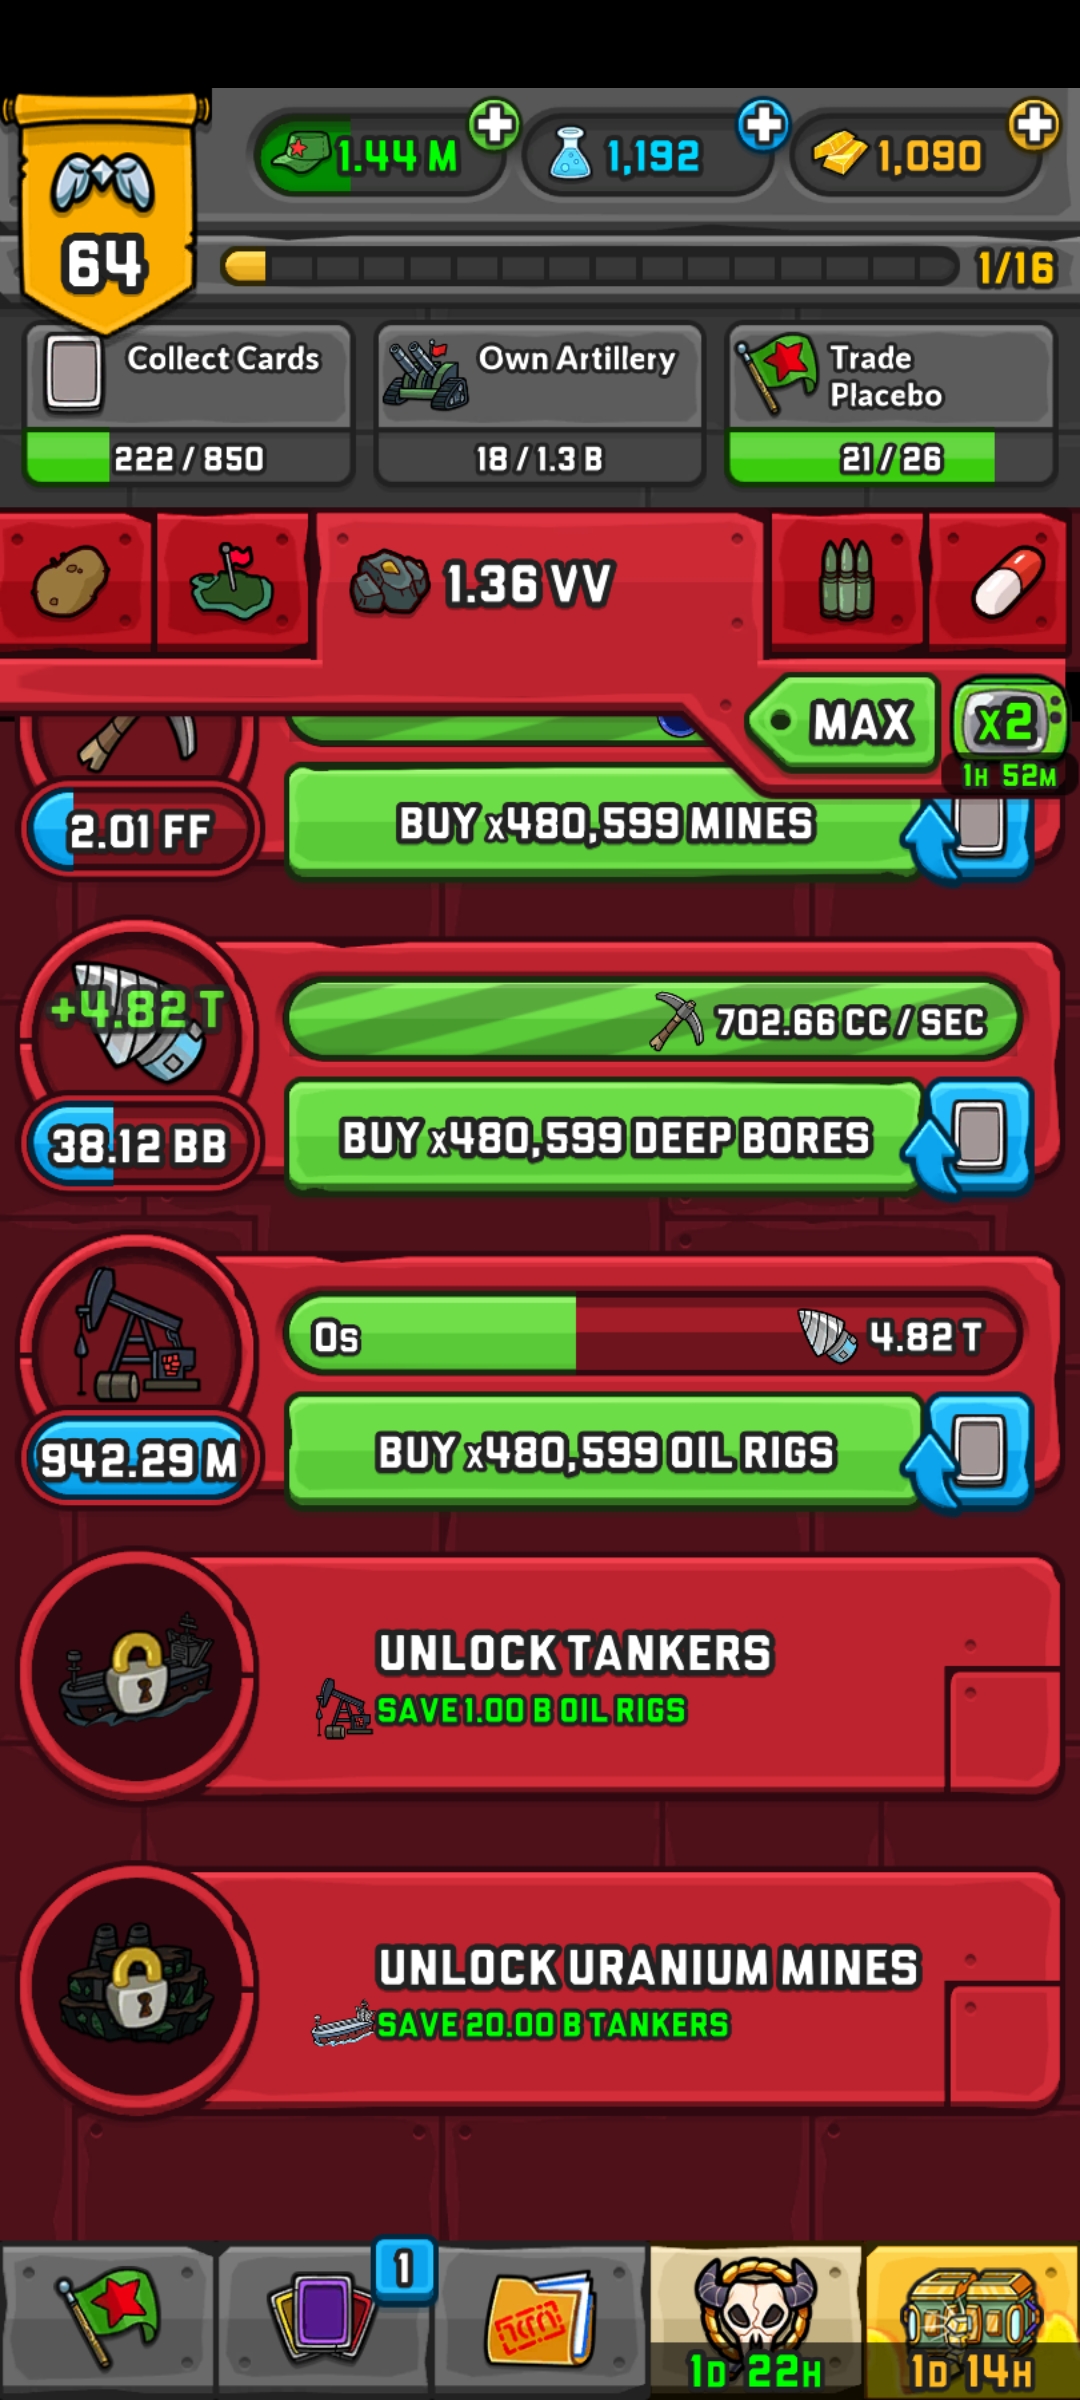 64
1.44 M
1,192
1,090
1/16
Collect Cards
222 / 850
Own Artillery
18 / 1.3 B
Trade
Placebo
21 / 26
1.36 VV
MAX
X2
1H 52M
2.01 FF
BUY x480,599 MINES
+4.82 T
702.66 CC / SEC
38.12 BB
BUY x480,599 DEEP BORES
0s
4.82 T
942.29 M
BUY x480,599 OIL RIGS
UNLOCK TANKERS
SAVE 1.00 B OIL RIGS
UNLOCK URANIUM MINES
SAVE 20.00 B TANKERS
1
1D 22H
1D 14H